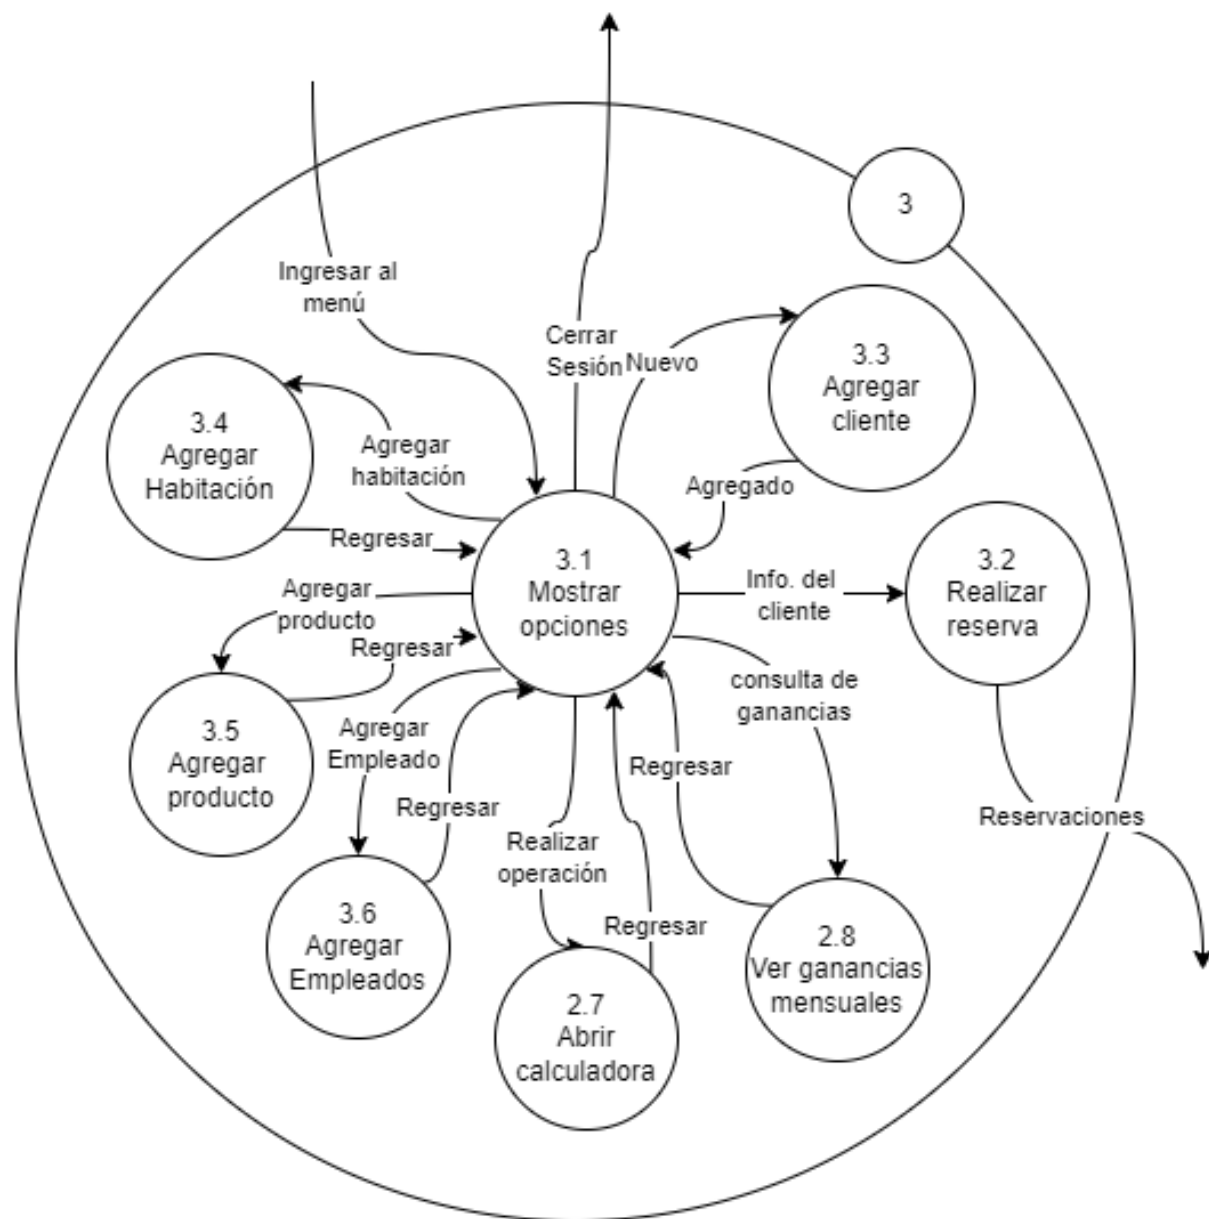 3
Ingresar al
menú
Cerrar
Sesión
Nuevo
3.3
Agregar
cliente
3.4
Agregar
Habitación
Agregar
habitación
Agregado
Regresar
3.1
Mostrar
opciones
Info. del
cliente
3.2
Realizar
reserva
Agregar
producto
Regresar
consulta de
ganancias
3.5
Agregar
producto
Agregar
Empleado
Regresar
Regresar
Realizar
operación
Reservaciones
3.6
Agregar
Empleados
Regresar
2.8
Ver ganancias
mensuales
2.7
Abrir
calculadora